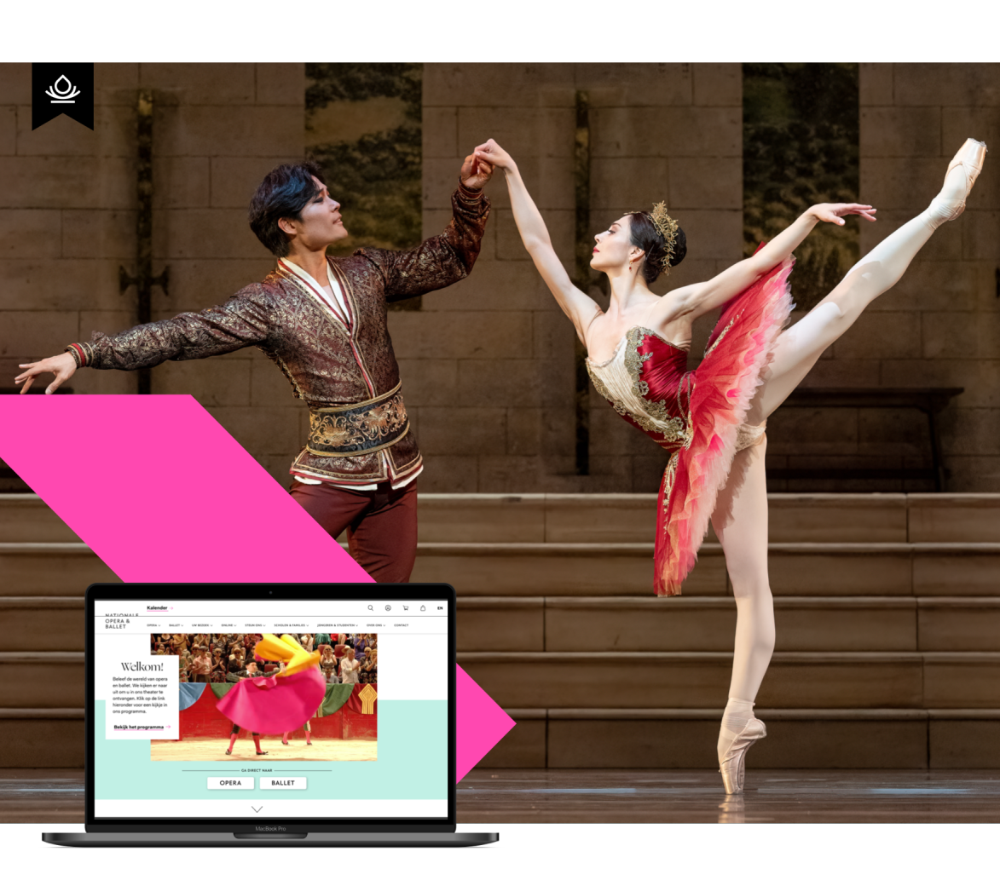 Kalender →
EN
NATIONALE
OPERA &
BALLET
OPERA
BALLET
UW BEZOEK
ONLINE
STEUN ONS
SCHOLEN & FAMILIES
JONGEREN & STUDENTEN
OVER ONS
CONTACT
Welkom!
Beleef de wereld van opera
en ballet. We kijken er naar
uit om u in ons theater te
ontvangen. Klik op de link
hieronder voor een kijkje in
ons programma.
Bekijk het programma →
GA DIRECT NAAR
OPERA
BALLET
MacBook Pro